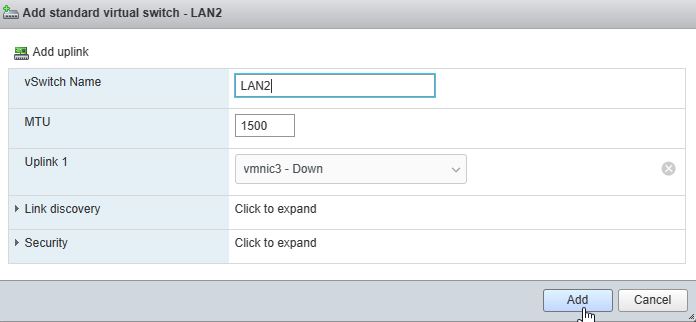 Add standard virtual switch - LAN2
Add uplink
vSwitch Name LAN2
MTU 1500
Uplink 1 vmnic3 - Down
Link discovery Click to expand
Security Click to expand
Add Cancel